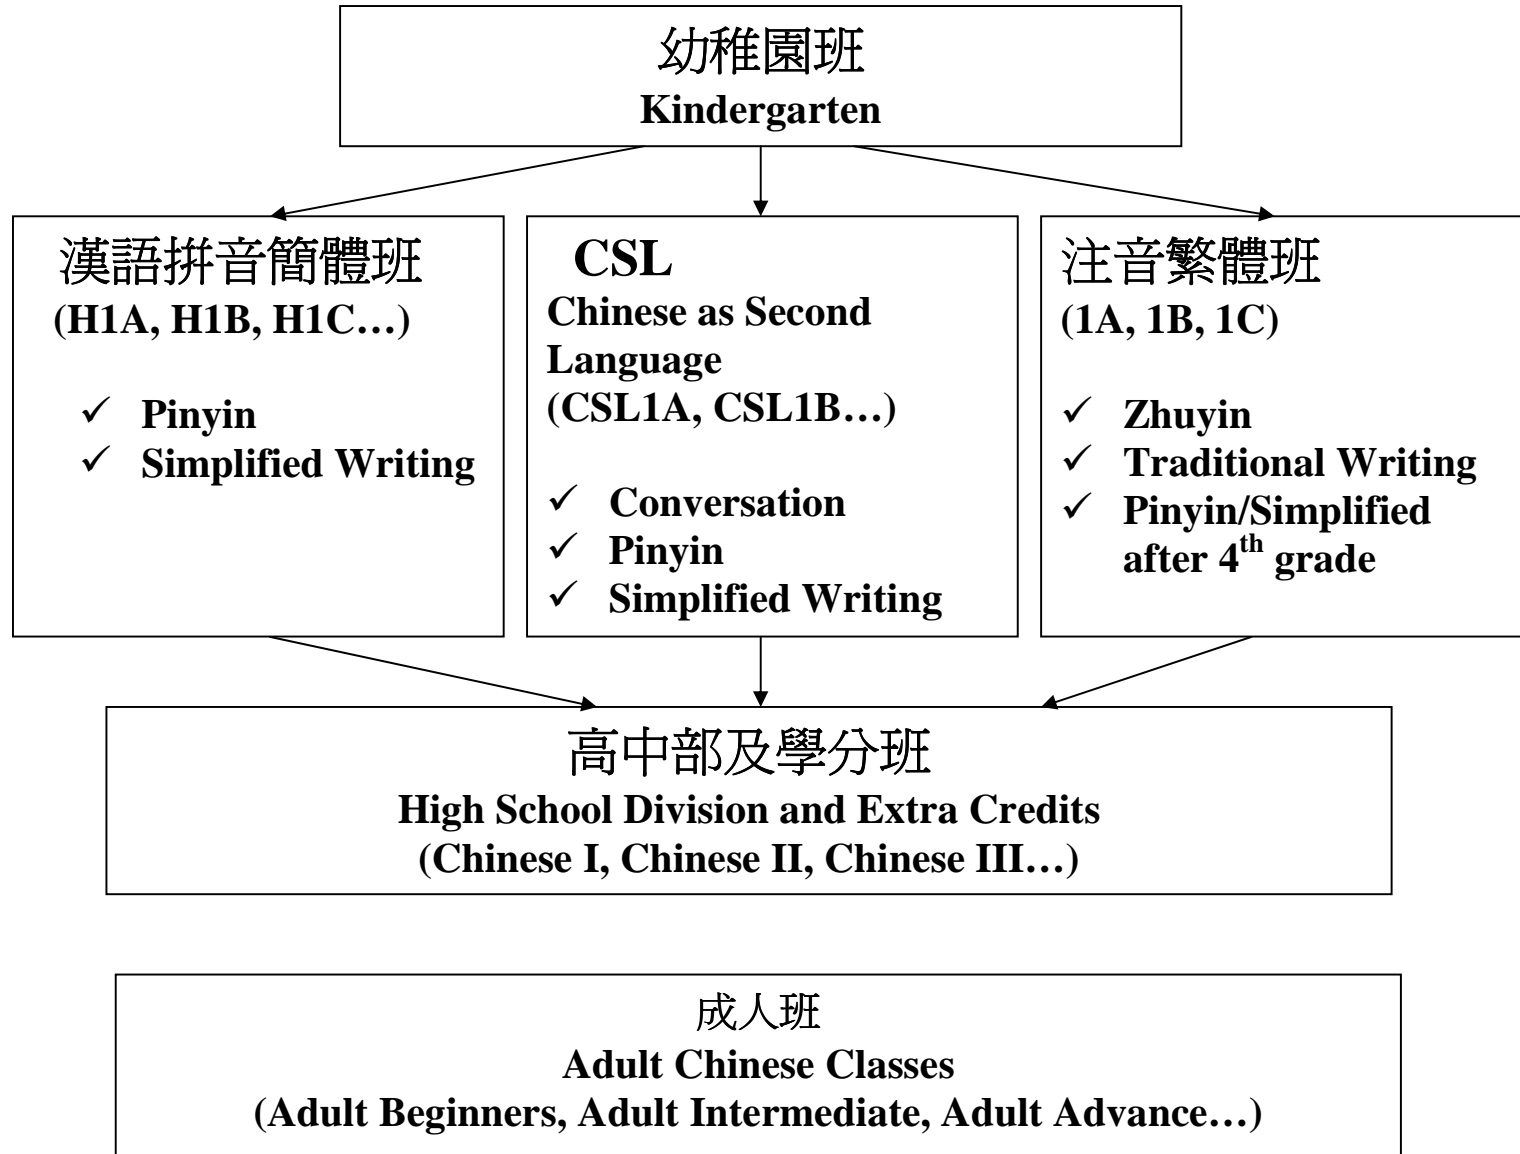 幼稚園班
Kindergarten
漢語拼音簡體班
(H1A, H1B, H1C…)
✓ Pinyin
✓ Simplified Writing
CSL
Chinese as Second
Language
(CSL1A, CSL1B…)
✓ Conversation
✓ Pinyin
✓ Simplified Writing
注音繁體班
(1A, 1B, 1C)
✓ Zhuyin
✓ Traditional Writing
✓ Pinyin/Simplified
after 4th grade
高中部及學分班
High School Division and Extra Credits
(Chinese I, Chinese II, Chinese III…)
成人班
Adult Chinese Classes
(Adult Beginners, Adult Intermediate, Adult Advance…)